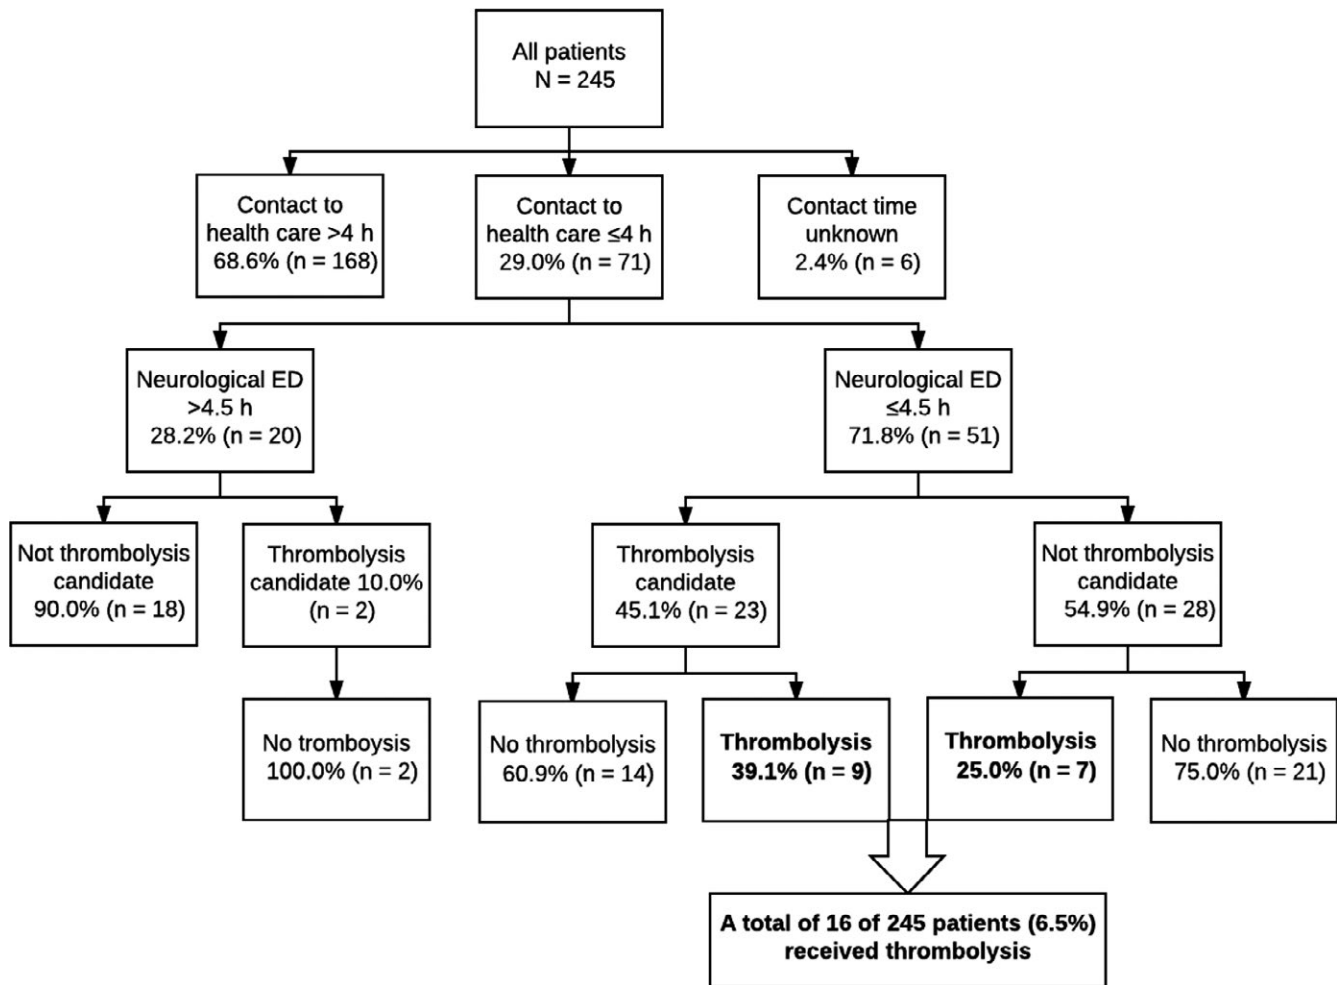 All patients
N = 245
Contact to
health care >4 h
68.6% (n = 168)
Contact to
health care ≤4 h
29.0% (n = 71)
Contact time
unknown
2.4% (n = 6)
Neurological ED
>4.5 h
28.2% (n = 20)
Neurological ED
≤4.5 h
71.8% (n = 51)
Not thrombolysis
candidate
90.0% (n = 18)
Thrombolysis
candidate 10.0%
(n = 2)
Thrombolysis
candidate
45.1% (n = 23)
Not thrombolysis
candidate
54.9% (n = 28)
No tromboysis
100.0% (n = 2)
No thrombolysis
60.9% (n = 14)
Thrombolysis
39.1% (n = 9)
Thrombolysis
25.0% (n = 7)
No thrombolysis
75.0% (n = 21)
A total of 16 of 245 patients (6.5%)
received thrombolysis